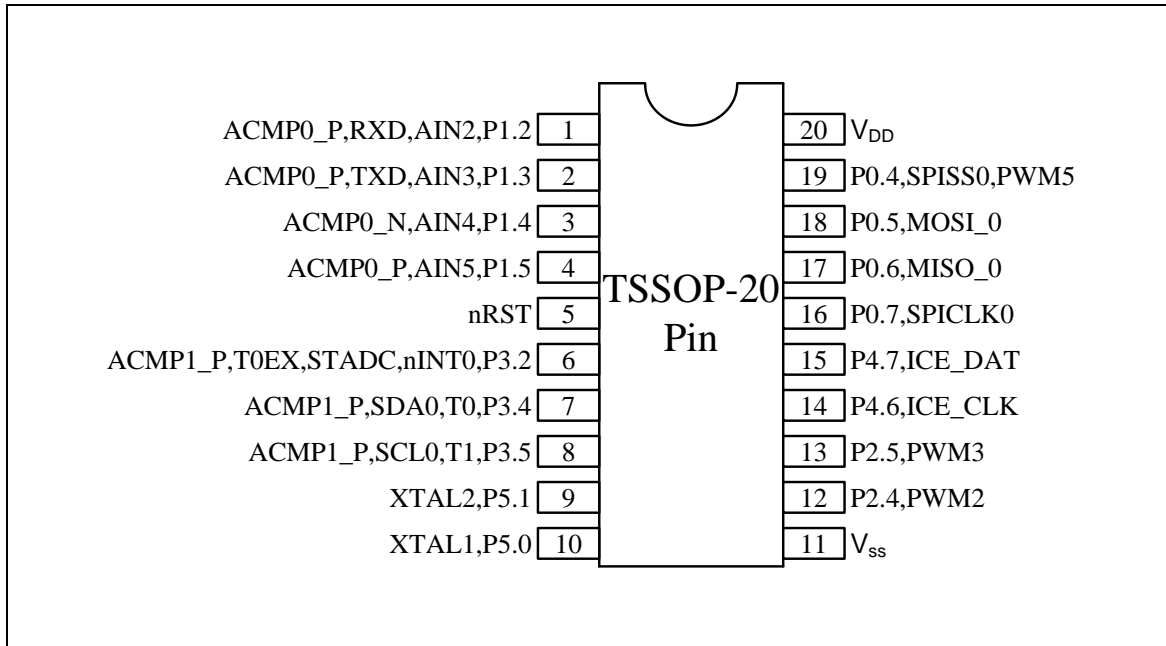 ACMP0_P,RXD,AIN2,P1.2 1
ACMP0_P,TXD,AIN3,P1.3 2
ACMP0_N,AIN4,P1.4 3
ACMP0_P,AIN5,P1.5 4
nRST 5
ACMP1_P,T0EX,STADC,nINT0,P3.2 6
ACMP1_P,SDA0,T0,P3.4 7
ACMP1_P,SCL0,T1,P3.5 8
XTAL2,P5.1 9
XTAL1,P5.0 10
TSSOP-20
Pin
20 VDD
19 P0.4,SPISS0,PWM5
18 P0.5,MOSI_0
17 P0.6,MISO_0
16 P0.7,SPICLK0
15 P4.7,ICE_DAT
14 P4.6,ICE_CLK
13 P2.5,PWM3
12 P2.4,PWM2
11 Vss